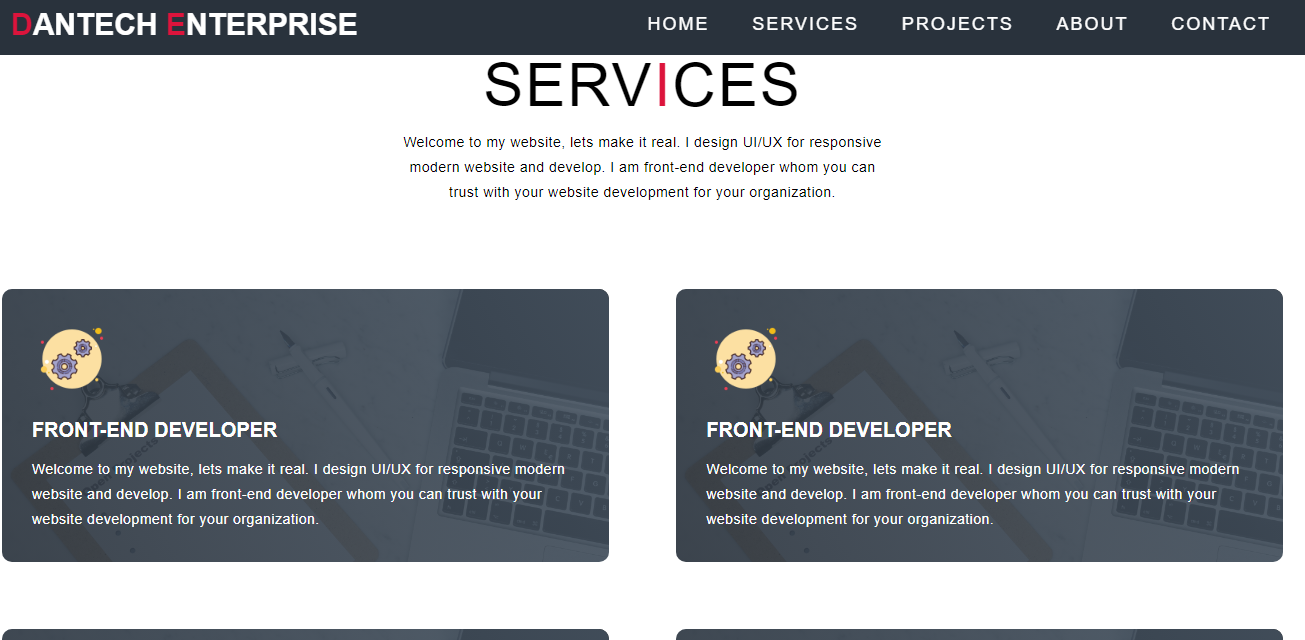 DANTECH ENTERPRISE
HOME SERVICES PROJECTS ABOUT CONTACT
SERVICES
Welcome to my website, lets make it real. I design UI/UX for responsive
modern website and develop. I am front-end developer whom you can
trust with your website development for your organization.
FRONT-END DEVELOPER
Welcome to my website, lets make it real. I design UI/UX for responsive modern
website and develop. I am front-end developer whom you can trust with your
website development for your organization.
FRONT-END DEVELOPER
Welcome to my website, lets make it real. I design UI/UX for responsive modern
website and develop. I am front-end developer whom you can trust with your
website development for your organization.